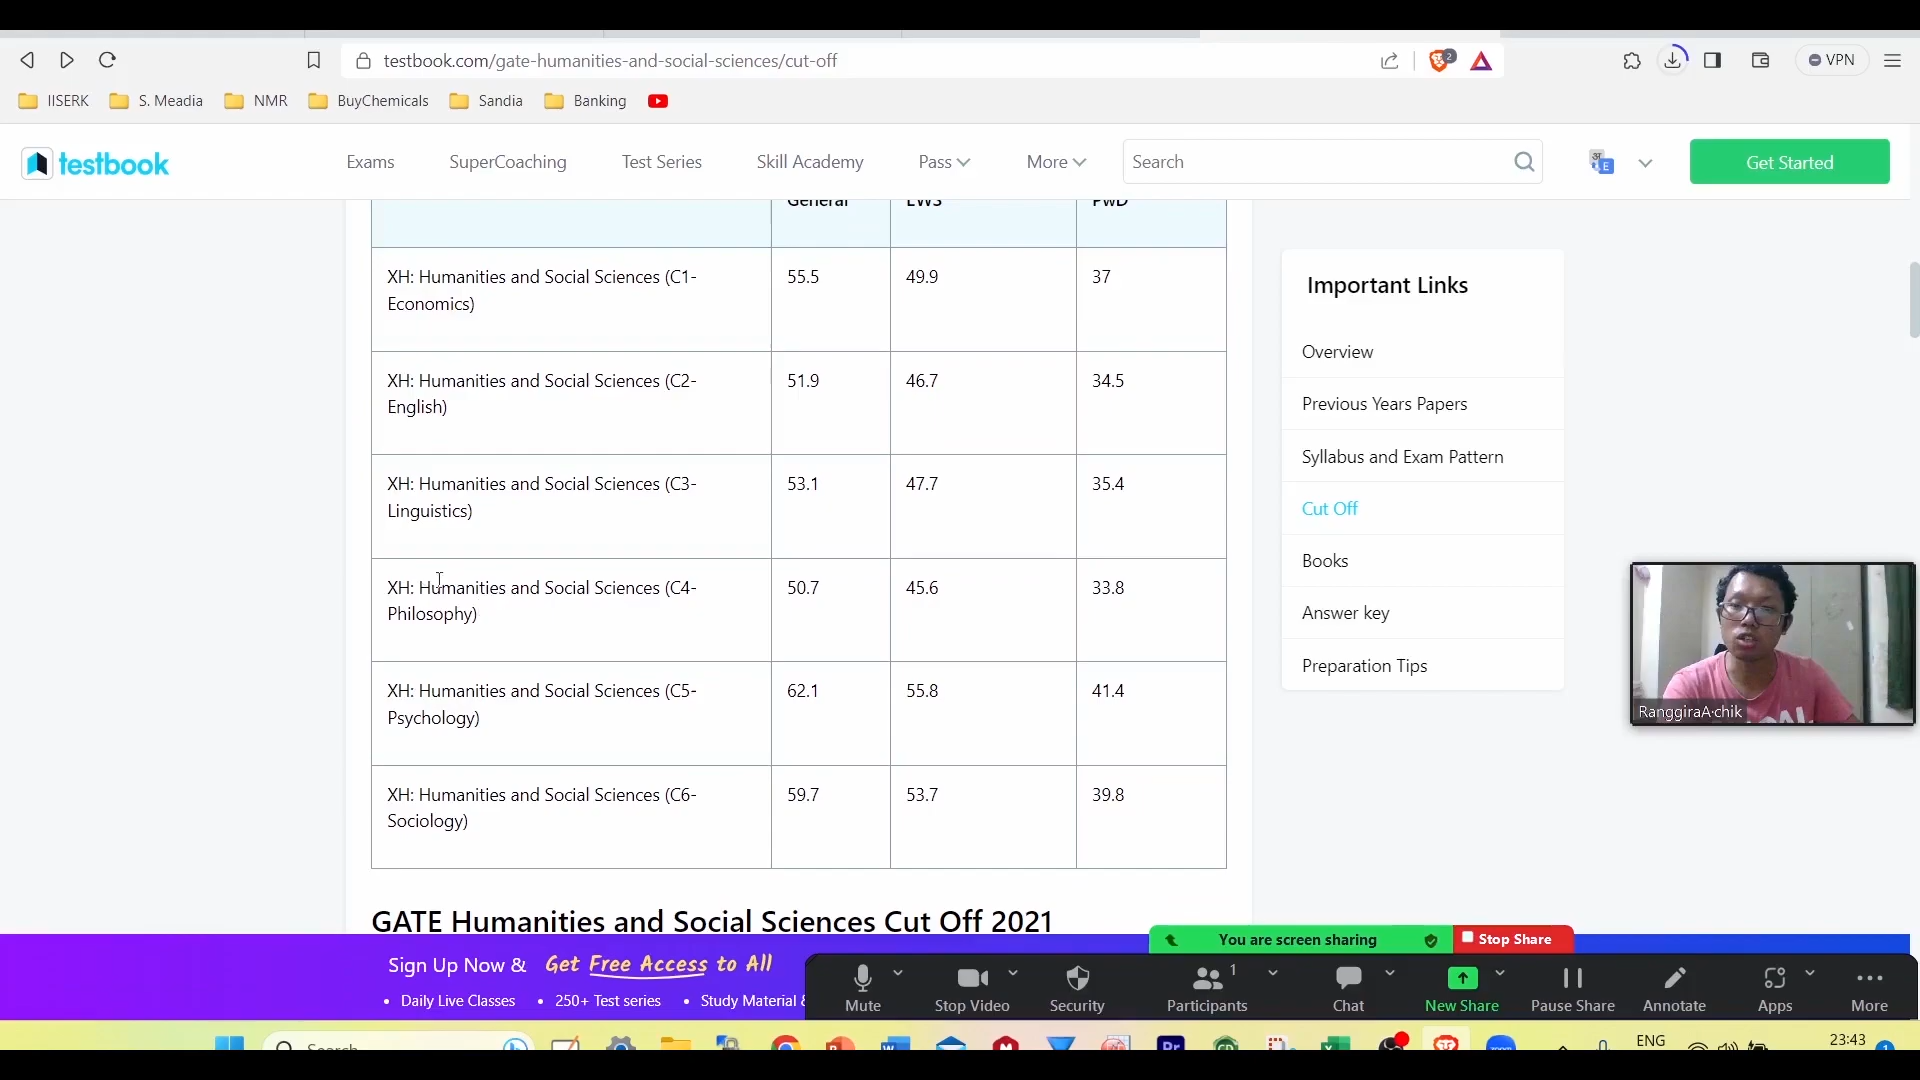 testbook.com/gate-humanities-and-social-sciences/cut-off
2
VPN
IISERK
S. Meadia
NMR
BuyChemicals
Sandia
Banking
testbook
Exams
SuperCoaching
Test Series
Skill Academy
Pass
More
Search
Get Started
General
EWS
PwD
XH: Humanities and Social Sciences (C1-
Economics)
55.5
49.9
37
XH: Humanities and Social Sciences (C2-
English)
51.9
46.7
34.5
XH: Humanities and Social Sciences (C3-
Linguistics)
53.1
47.7
35.4
XH: Humanities and Social Sciences (C4-
Philosophy)
50.7
45.6
33.8
XH: Humanities and Social Sciences (C5-
Psychology)
62.1
55.8
41.4
XH: Humanities and Social Sciences (C6-
Sociology)
59.7
53.7
39.8
GATE Humanities and Social Sciences Cut Off 2021
Important Links
Overview
Previous Years Papers
Syllabus and Exam Pattern
Cut Off
Books
Answer key
Preparation Tips
RanggiraA·chik
Sign Up Now & Get Free Access to All
• Daily Live Classes • 250+ Test series • Study Material &
You are screen sharing
Stop Share
Mute
Stop Video
Security
Participants
1
Chat
New Share
Pause Share
Annotate
Apps
More
Search
ENG
23:43